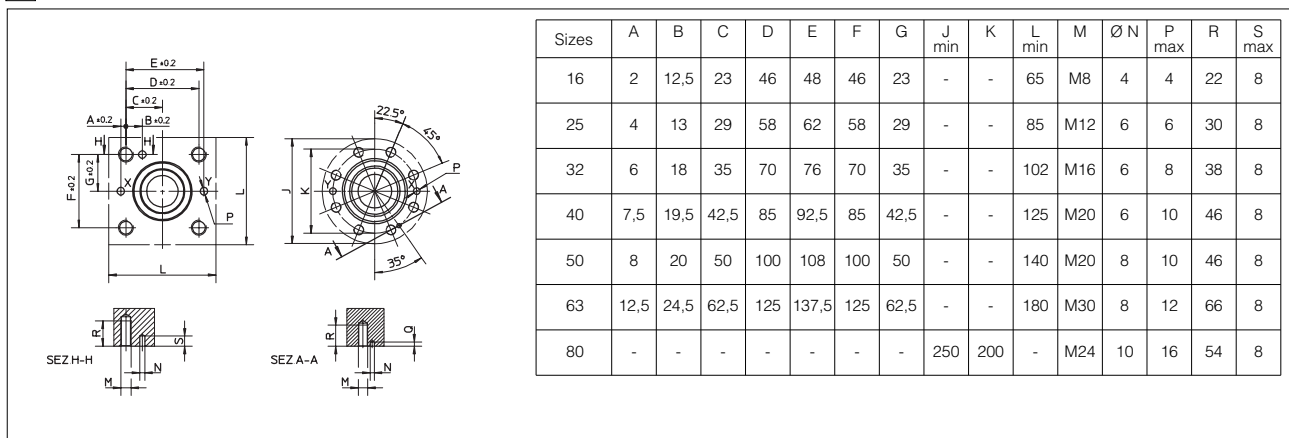 E ±0.2
D ±0.2
C ±0.2
A ±0.2 B ±0.2
H H
F ±0.2
G ±0.2
X Y
P
L
L
22.5°
45°
P
J
K
Y X
A
A
35°
R
S
SEZ.H-H
N
M
R
Q
SEZ.A-A
N
M
Sizes A B C D E F G J min K L min M Ø N P max R S max
16 2 12,5 23 46 48 46 23 - - 65 M8 4 4 22 8
25 4 13 29 58 62 58 29 - - 85 M12 6 6 30 8
32 6 18 35 70 76 70 35 - - 102 M16 6 8 38 8
40 7,5 19,5 42,5 85 92,5 85 42,5 - - 125 M20 6 10 46 8
50 8 20 50 100 108 100 50 - - 140 M20 8 10 46 8
63 12,5 24,5 62,5 125 137,5 125 62,5 - - 180 M30 8 12 66 8
80 - - - - - - - 250 200 - M24 10 16 54 8